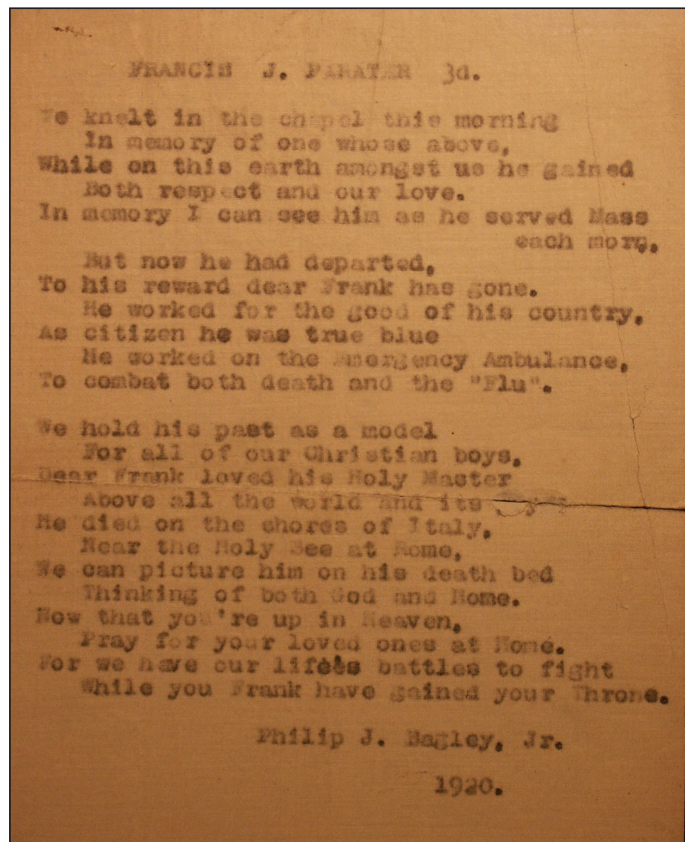 FRANCIS J. PARATER 3d.
We knelt in the chapel this morning
In memory of one whose above,
While on this earth amongst us he gained
Both respect and our love.
In memory I can see him as he served Mass
each morn,
But now he had departed,
To his reward dear Frank has gone.
He worked for the good of his country,
As citizen he was true blue
He worked on the Emergency Ambulance,
To combat both death and the "Flu".
We hold his past as a model
For all of our Christian boys,
Dear Frank loved his Holy Master
Above all the world and its
He died on the shores of Italy,
Near the Holy See at Rome,
We can picture him on his death bed
Thinking of both God and Home.
Now that you're up in Heaven,
Pray for your loved ones at Home.
For we have our life's battles to fight
While you Frank have gained your Throne.
Philip J. Bagley, Jr.
1920.